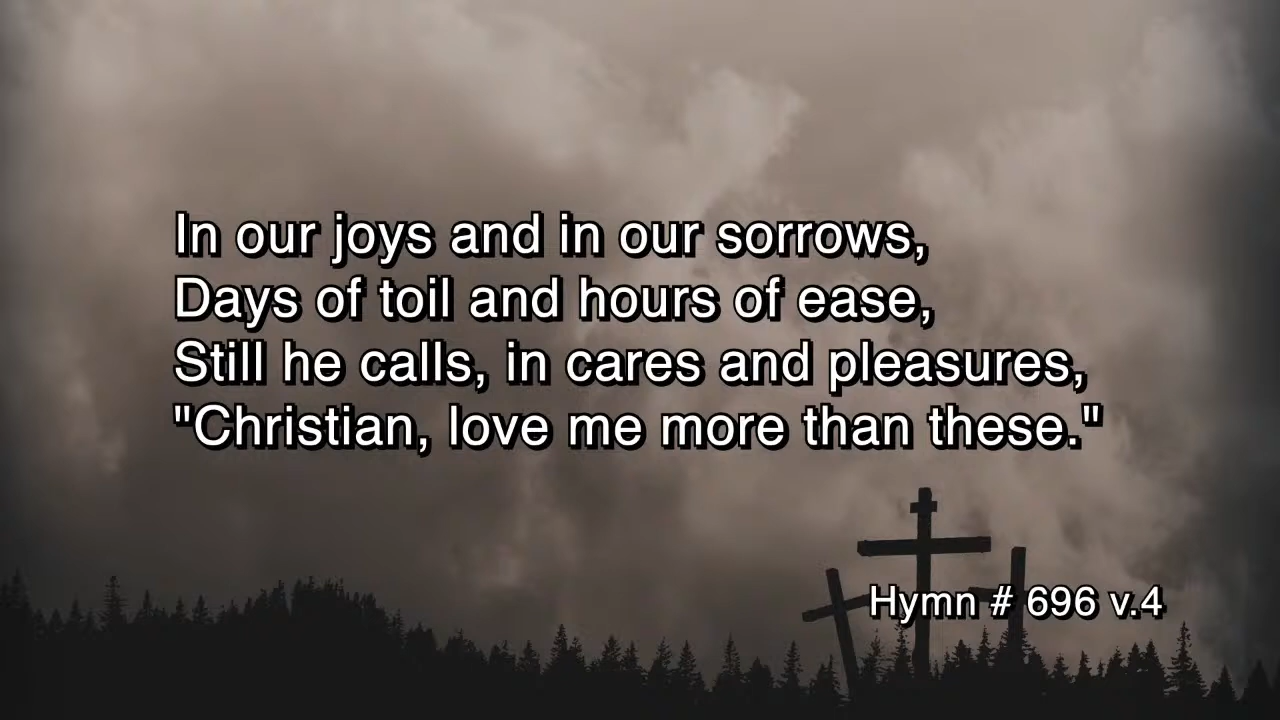 In our joys and in our sorrows,
Days of toil and hours of ease,
Still he calls, in cares and pleasures,
"Christian, love me more than these."
Hymn # 696 v.4